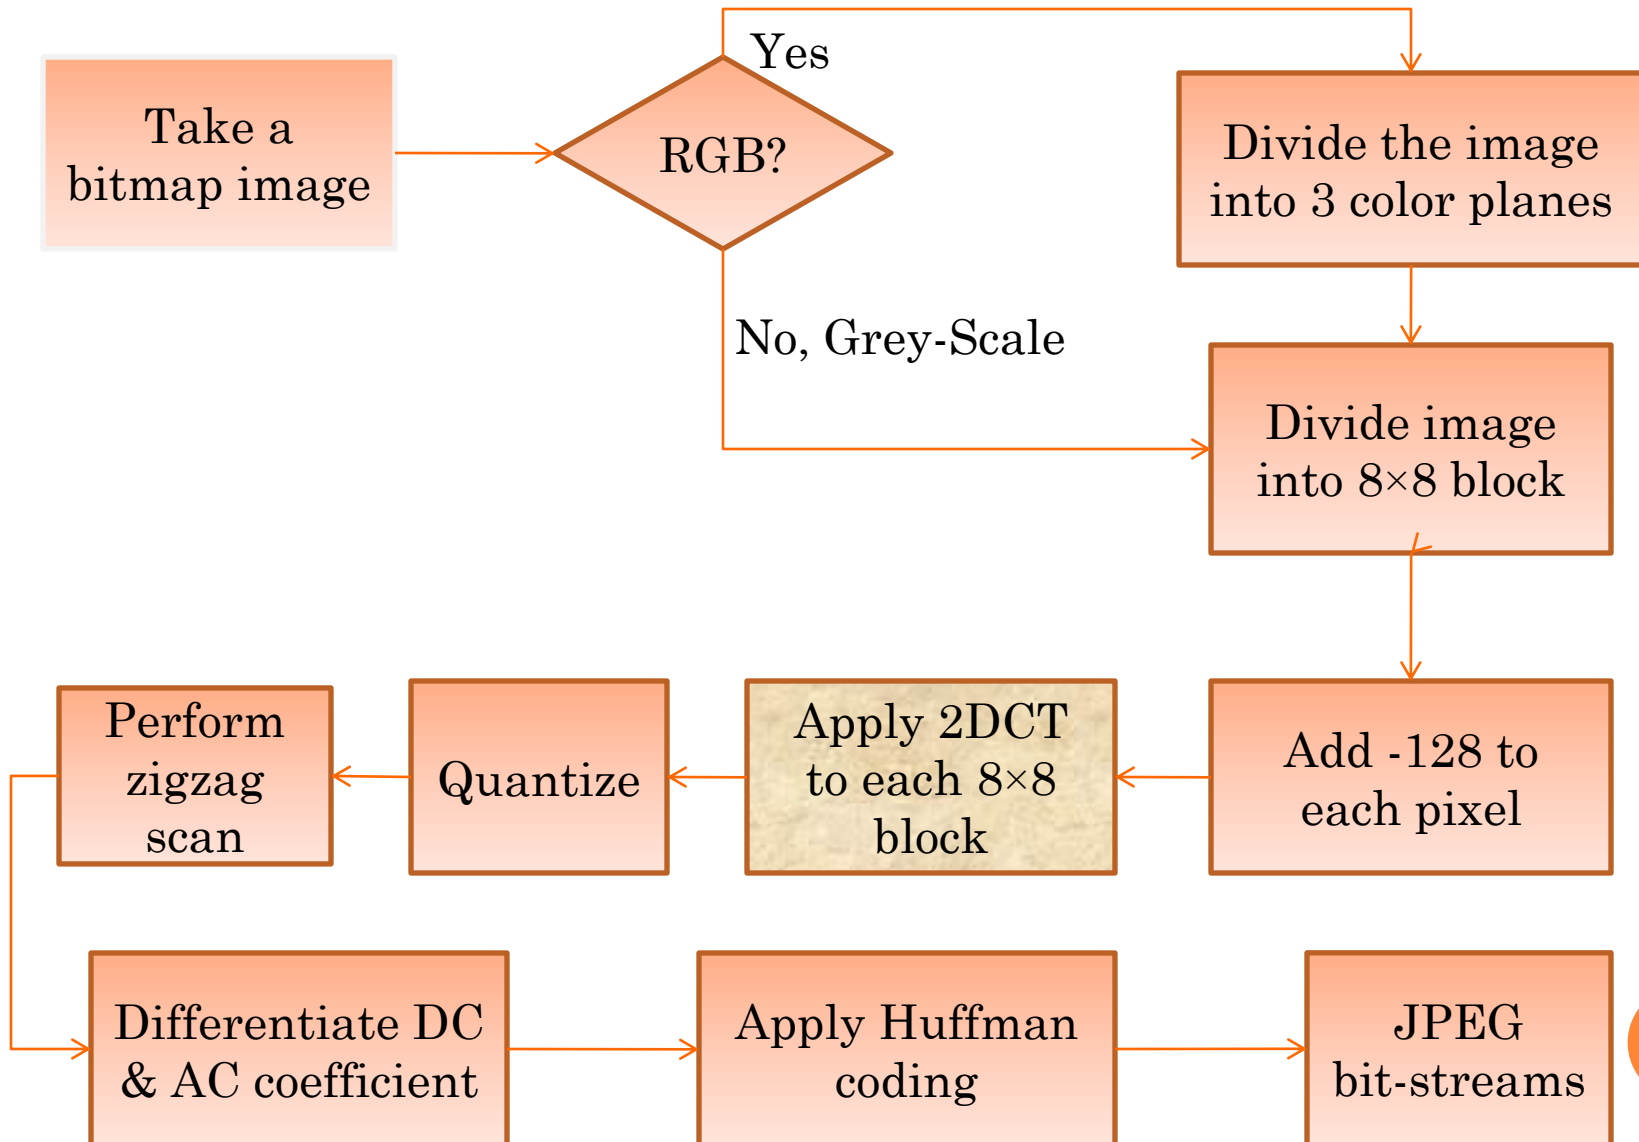 Take a
bitmap image
RGB?
Yes
Divide the image
into 3 color planes
No, Grey-Scale
Divide image
into 8×8 block
Add -128 to
each pixel
Apply 2DCT
to each 8×8
block
Quantize
Perform
zigzag
scan
Differentiate DC
& AC coefficient
Apply Huffman
coding
JPEG
bit-streams